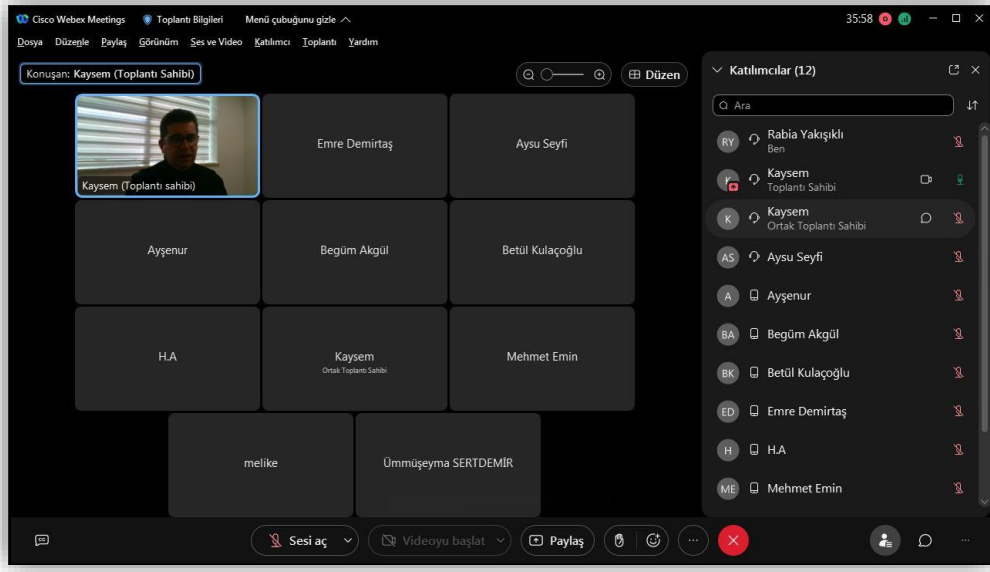 Cisco Webex Meetings Toplantı Bilgileri Menü çubuğunu gizle 35:58
Dosya Düzenle Paylaş Görünüm Ses ve Video Katılımcı Toplantı Yardım
Konuşan: Kaysem (Toplantı Sahibi) Düzen
Kaysem (Toplantı sahibi)
Emre Demirtaş
Aysu Seyfi
Ayşenur
Begüm Akgül
Betül Kulaçoğlu
H.A
Kaysem
Ortak Toplantı Sahibi
Mehmet Emin
melike
Ümmüşeyma SERTDEMİR
Katılımcılar (12)
Ara
RY Rabia Yakışıklı
Ben
K Kaysem
Toplantı Sahibi
K Kaysem
Ortak Toplantı Sahibi
AS Aysu Seyfi
A Ayşenur
BA Begüm Akgül
BK Betül Kulaçoğlu
ED Emre Demirtaş
H H.A
ME Mehmet Emin
CC Sesi aç Videoyu başlat Paylaş